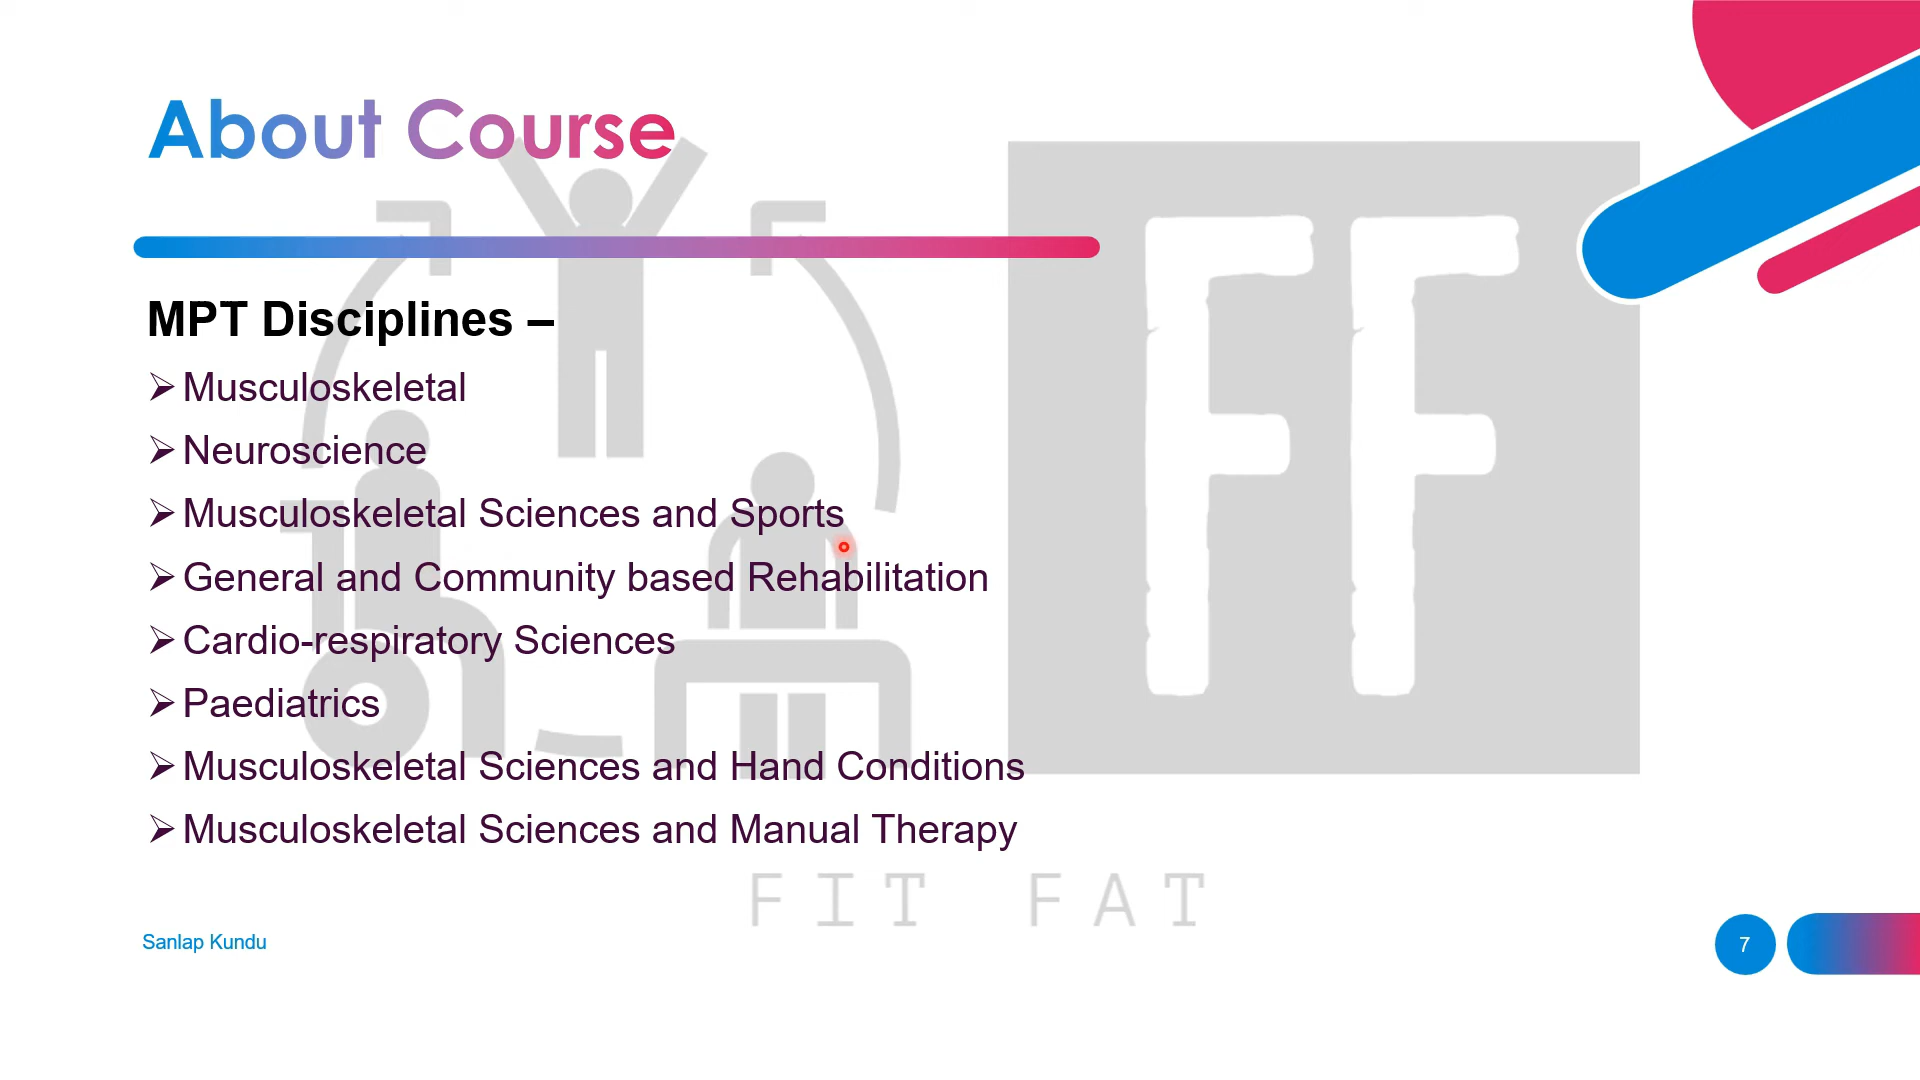 About Course
MPT Disciplines –
Musculoskeletal
Neuroscience
Musculoskeletal Sciences and Sports
General and Community based Rehabilitation
Cardio-respiratory Sciences
Paediatrics
Musculoskeletal Sciences and Hand Conditions
Musculoskeletal Sciences and Manual Therapy
FF
FIT FAT
Sanlap Kundu
7